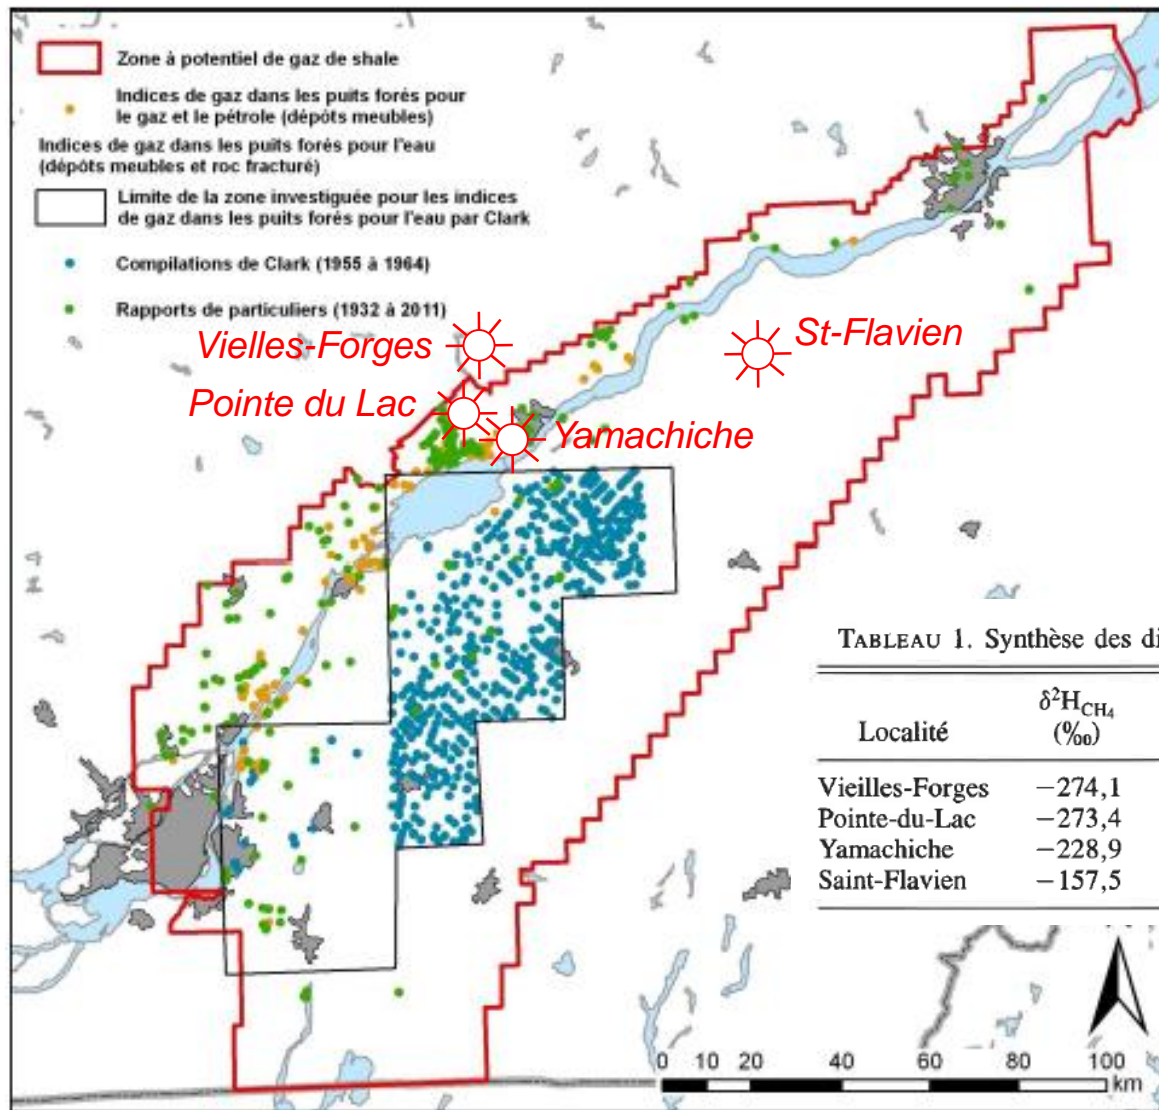 Zone à potentiel de gaz de shale
Indices de gaz dans les puits forés pour
le gaz et le pétrole (dépôts meubles)
Indices de gaz dans les puits forés pour l'eau
(dépôts meubles et roc fracturé)
Limite de la zone investiguée pour les indices
de gaz dans les puits forés pour l'eau par Clark
Compilations de Clark (1955 à 1964)
Rapports de particuliers (1932 à 2011)
Vielles-Forges
St-Flavien
Pointe du Lac
Yamachiche
TABLEAU 1. Synthèse des di
Localité δ²H_CH₄ (‰)
Vieilles-Forges −274,1
Pointe-du-Lac −273,4
Yamachiche −228,9
Saint-Flavien −157,5
0 10 20 40 60 80 100
km